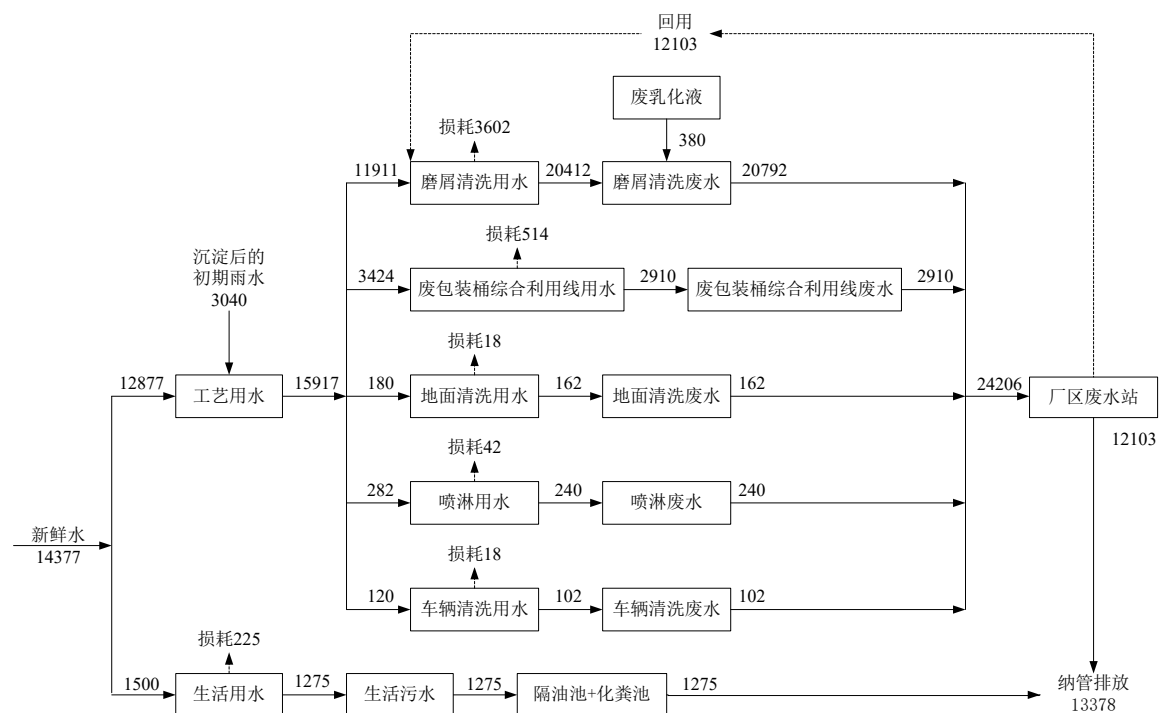 回用
12103
废乳化液
380
损耗3602
11911
磨屑清洗用水
20412
磨屑清洗废水
20792
损耗514
沉淀后的
初期雨水
3040
3424
废包装桶综合利用线用水
2910
废包装桶综合利用线废水
2910
损耗18
12877
工艺用水
15917
180
地面清洗用水
162
地面清洗废水
162
24206
厂区废水站
12103
损耗42
282
喷淋用水
240
喷淋废水
240
新鲜水
14377
损耗18
120
车辆清洗用水
102
车辆清洗废水
102
损耗225
1500
生活用水
1275
生活污水
1275
隔油池+化粪池
1275
纳管排放
13378